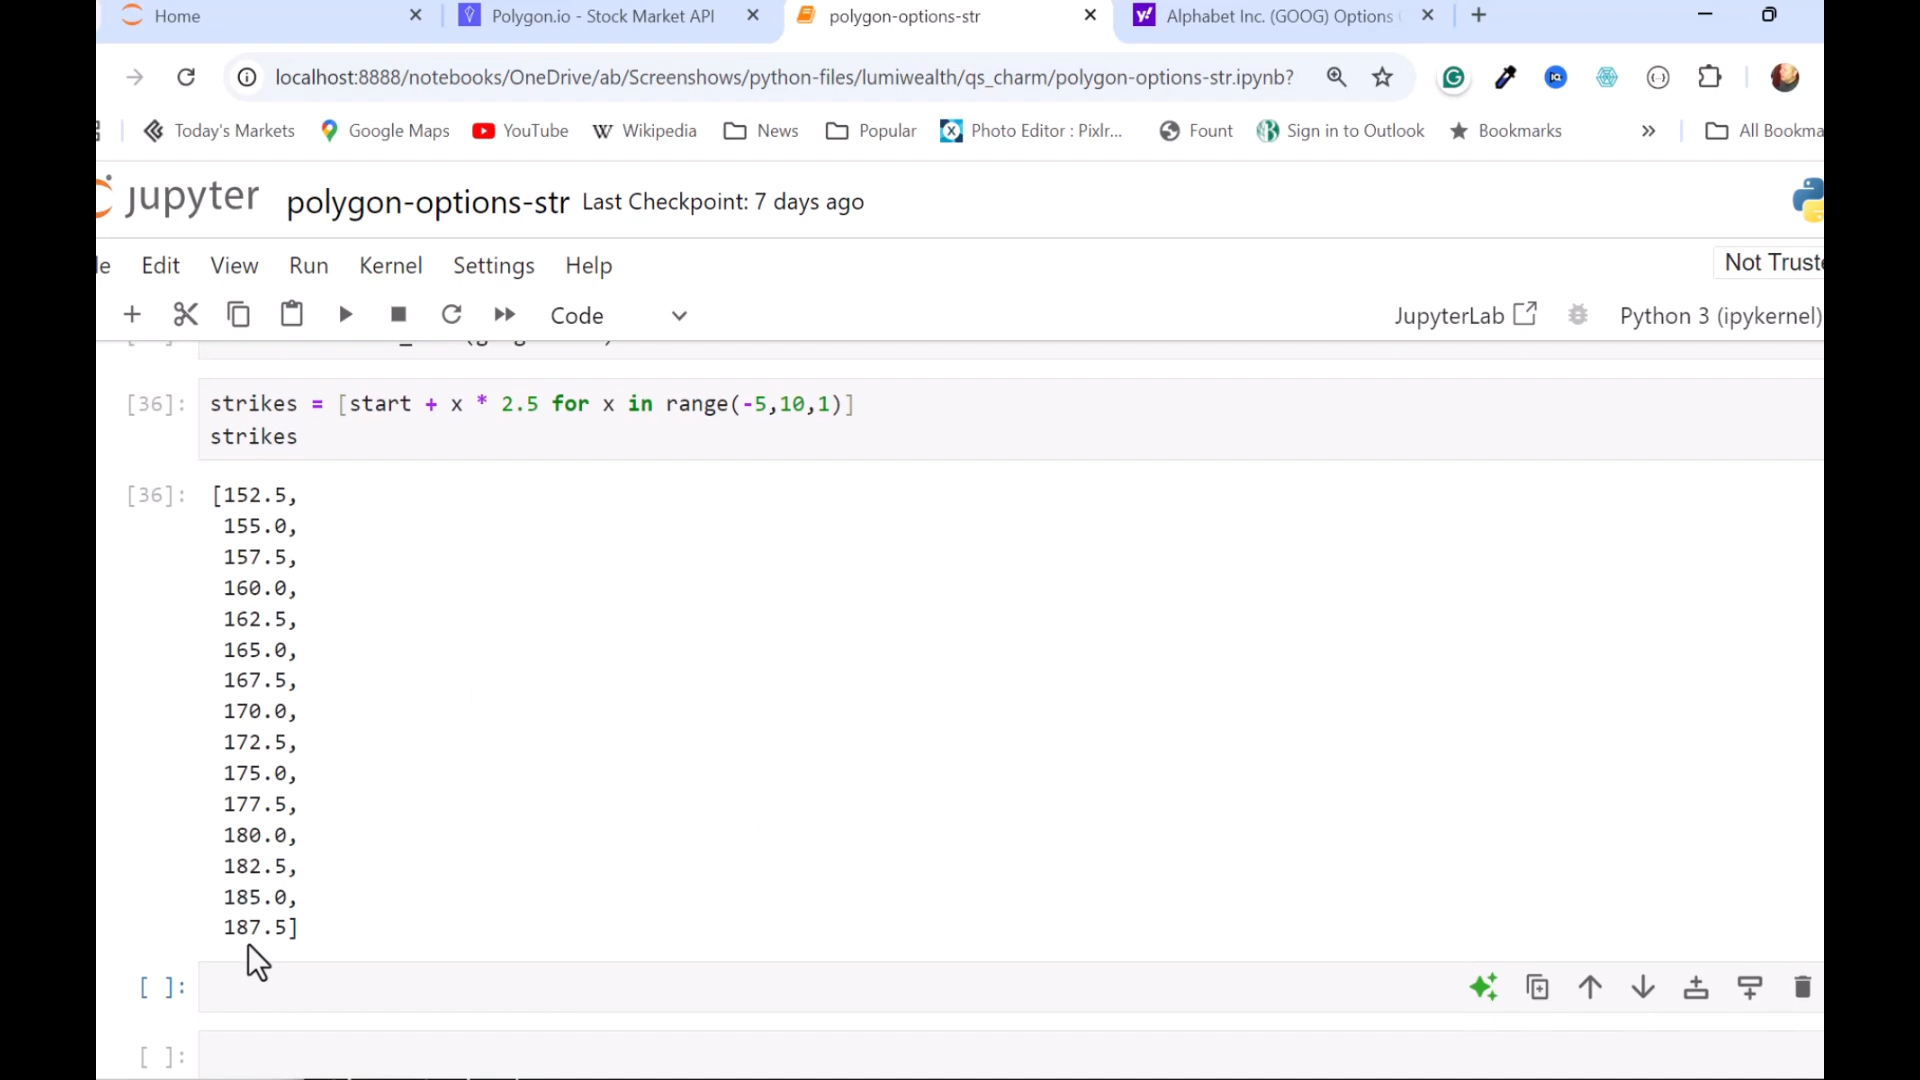 Home
Polygon.io - Stock Market API
polygon-options-str
Alphabet Inc. (GOOG) Options
localhost:8888/notebooks/OneDrive/ab/Screenshows/python-files/lumiwealth/qs_charm/polygon-options-str.ipynb?
Today's Markets
Google Maps
YouTube
Wikipedia
News
Popular
Photo Editor : Pixlr...
Fount
Sign in to Outlook
Bookmarks
All Bookma
jupyter polygon-options-str Last Checkpoint: 7 days ago
le Edit View Run Kernel Settings Help
Not Truste
Code
JupyterLab
Python 3 (ipykernel)
[36]: strikes = [start + x * 2.5 for x in range(-5,10,1)]
strikes
[36]: [152.5,
155.0,
157.5,
160.0,
162.5,
165.0,
167.5,
170.0,
172.5,
175.0,
177.5,
180.0,
182.5,
185.0,
187.5]
[ ]:
[ ]: